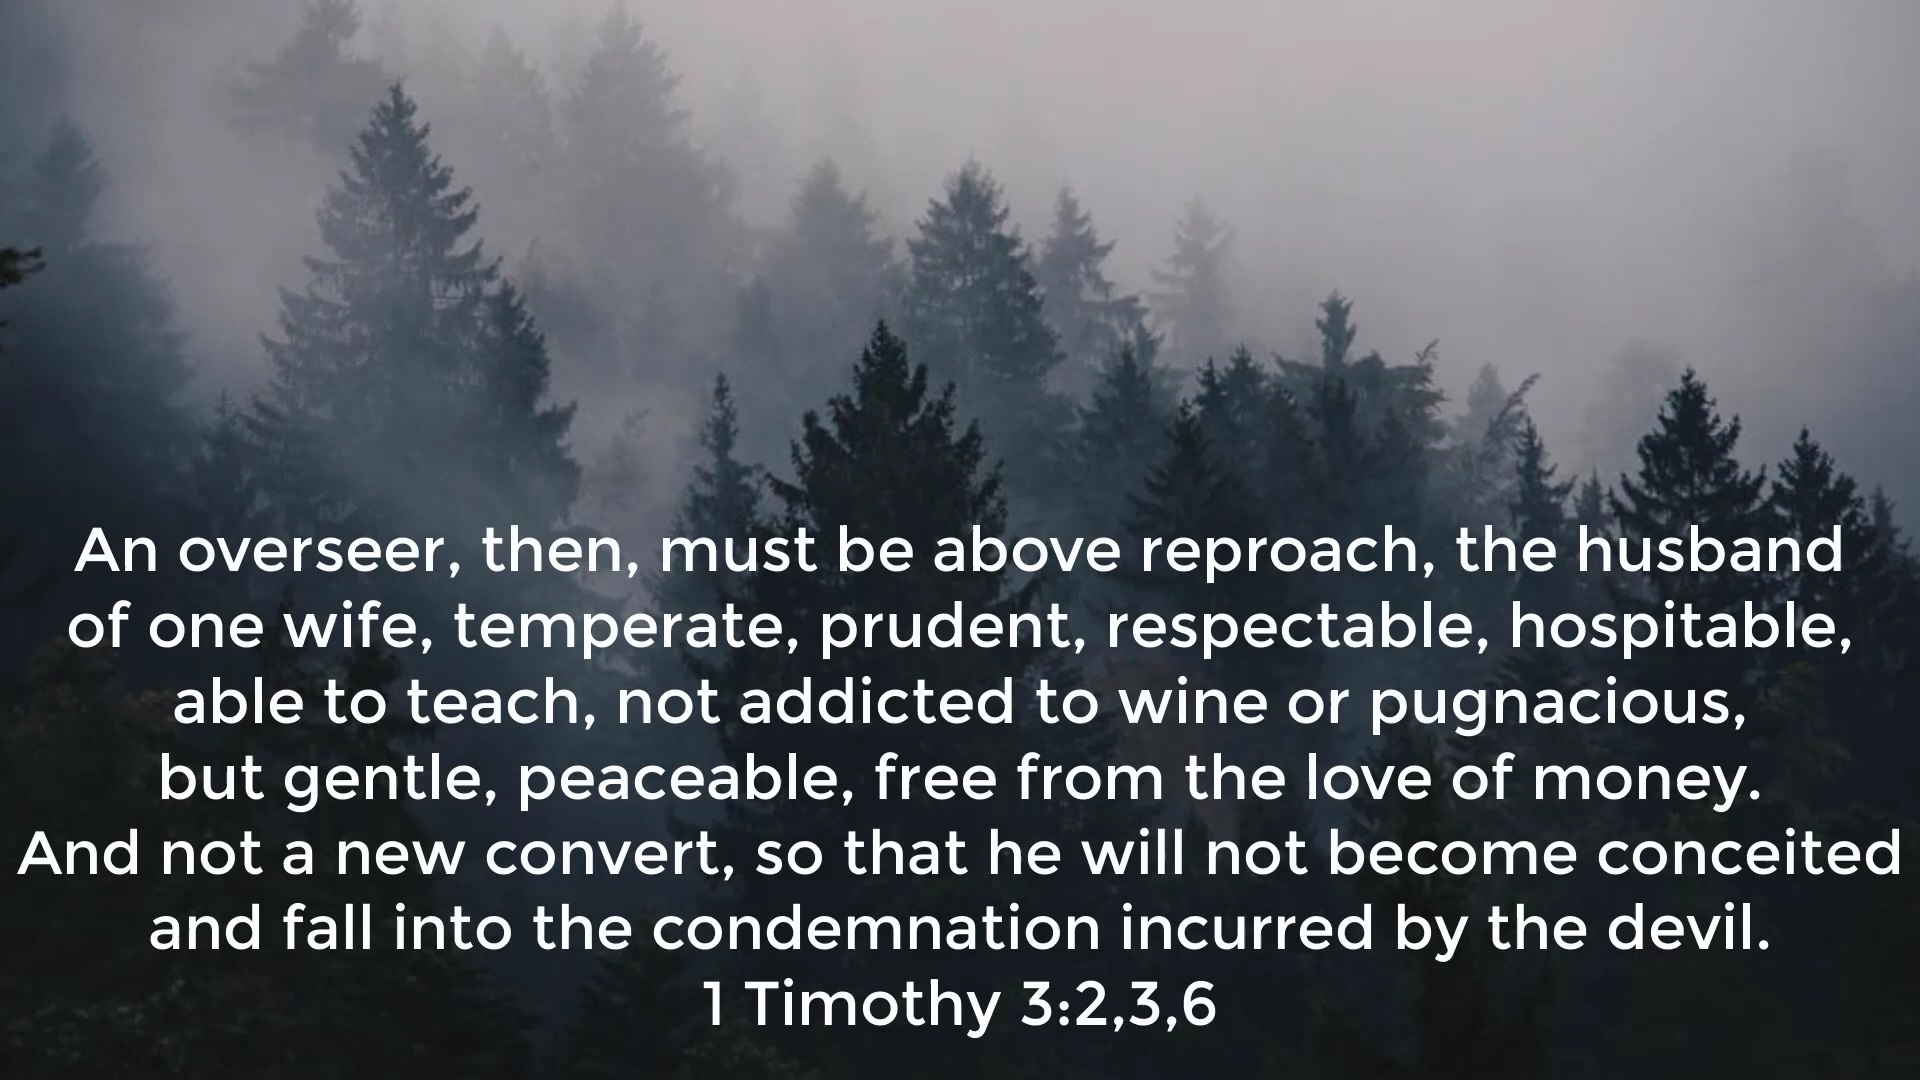 An overseer, then, must be above reproach, the husband
of one wife, temperate, prudent, respectable, hospitable,
able to teach, not addicted to wine or pugnacious,
but gentle, peaceable, free from the love of money.
And not a new convert, so that he will not become conceited
and fall into the condemnation incurred by the devil.
1 Timothy 3:2,3,6